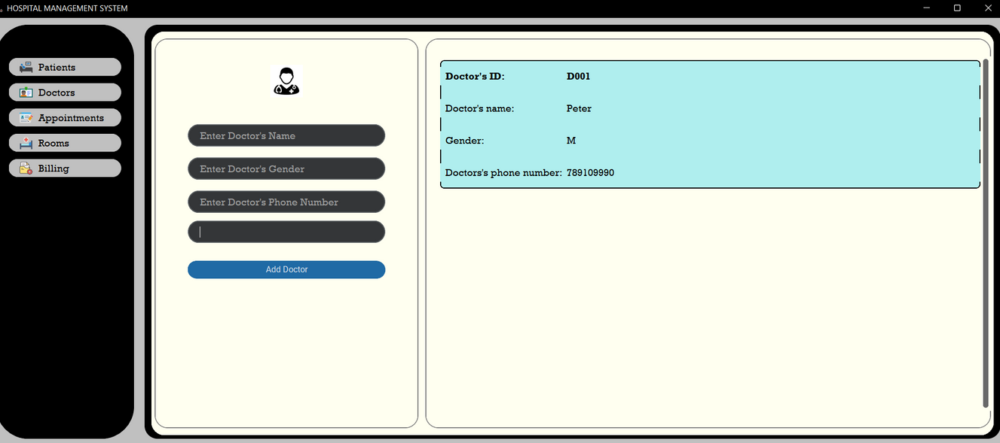 HOSPITAL MANAGEMENT SYSTEM
Patients
Doctors
Appointments
Rooms
Billing
Enter Doctor's Name
Enter Doctor's Gender
Enter Doctor's Phone Number
Add Doctor
Doctor's ID: D001
Doctor's name: Peter
Gender: M
Doctors's phone number: 789109990